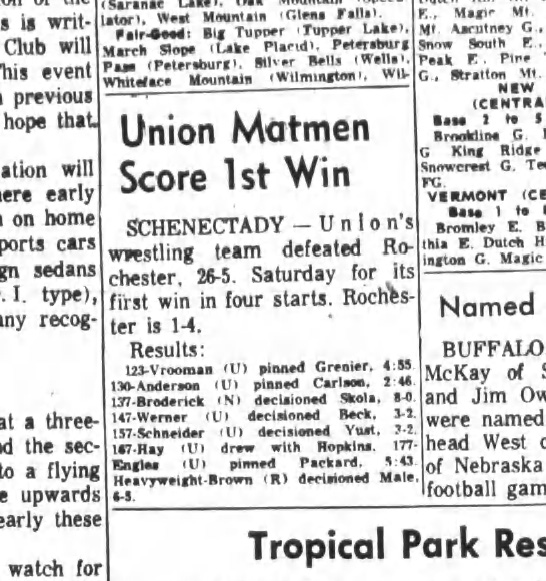 s is writ-
Club will
his event
previous
hope that
ation will
ere early
on home
ports cars
gn sedans
. I. type),
any recog-
at a three-
d the sec-
to a flying
e upwards
early these
watch for
(Saranac Lake), Oak Mountain
lator), West Mountain (Glens Falls).
Fair-Good: Big Tupper (Tupper Lake),
March Slope (Lake Placid), Petersburg
Pass (Petersburg), Silver Bells (Wells),
Whiteface Mountain (Wilmington), Wil-
Union Matmen
Score 1st Win
SCHENECTADY — Union's
wrestling team defeated Ro-
chester, 26-5. Saturday for its
first win in four starts. Roches-
ter is 1-4.
Results:
123-Vrooman (U) pinned Grenier, 4:55.
130-Anderson (U) pinned Carlson, 2:46.
137-Broderick (N) decisioned Skola, 8-0.
147-Werner (U) decisioned Beck, 3-2.
157-Schneider (U) decisioned Yust, 3-2.
167-Hay (U) drew with Hopkins. 177-
Engles (U) pinned Packard, 5:43.
Heavyweight-Brown (R) decisioned Male,
6-5.
E., Magic Mt.
Mt. Ascutney G.,
Snow South E.,
Peak E. Pine
G., Stratton Mt.
NEW
(CENTRA
Base 2 to 5
Brookline G.
G King Ridge
Snowcrest G. Te
FG.
VERMONT (CE
Base 1 to
Bromley E. B
thia E. Dutch H
ington G. Magic
Named
BUFFALO
McKay of S
and Jim Ow
were named
head West c
of Nebraska
football gam
Tropical Park Res